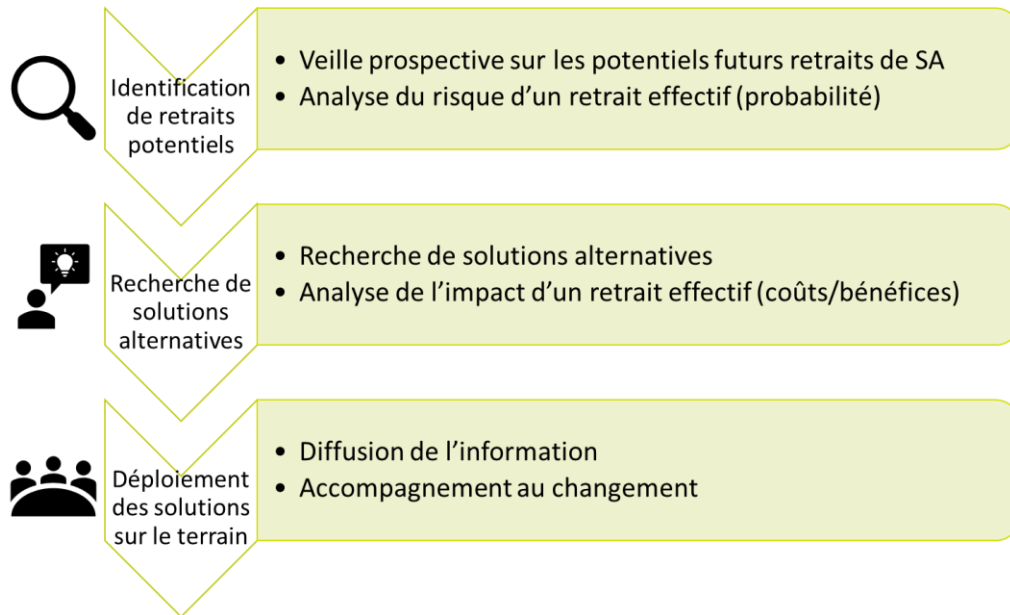 Identification
de retraits
potentiels
• Veille prospective sur les potentiels futurs retraits de SA
• Analyse du risque d'un retrait effectif (probabilité)
Recherche de
solutions
alternatives
• Recherche de solutions alternatives
• Analyse de l'impact d'un retrait effectif (coûts/bénéfices)
Déploiement
des solutions
sur le terrain
• Diffusion de l'information
• Accompagnement au changement